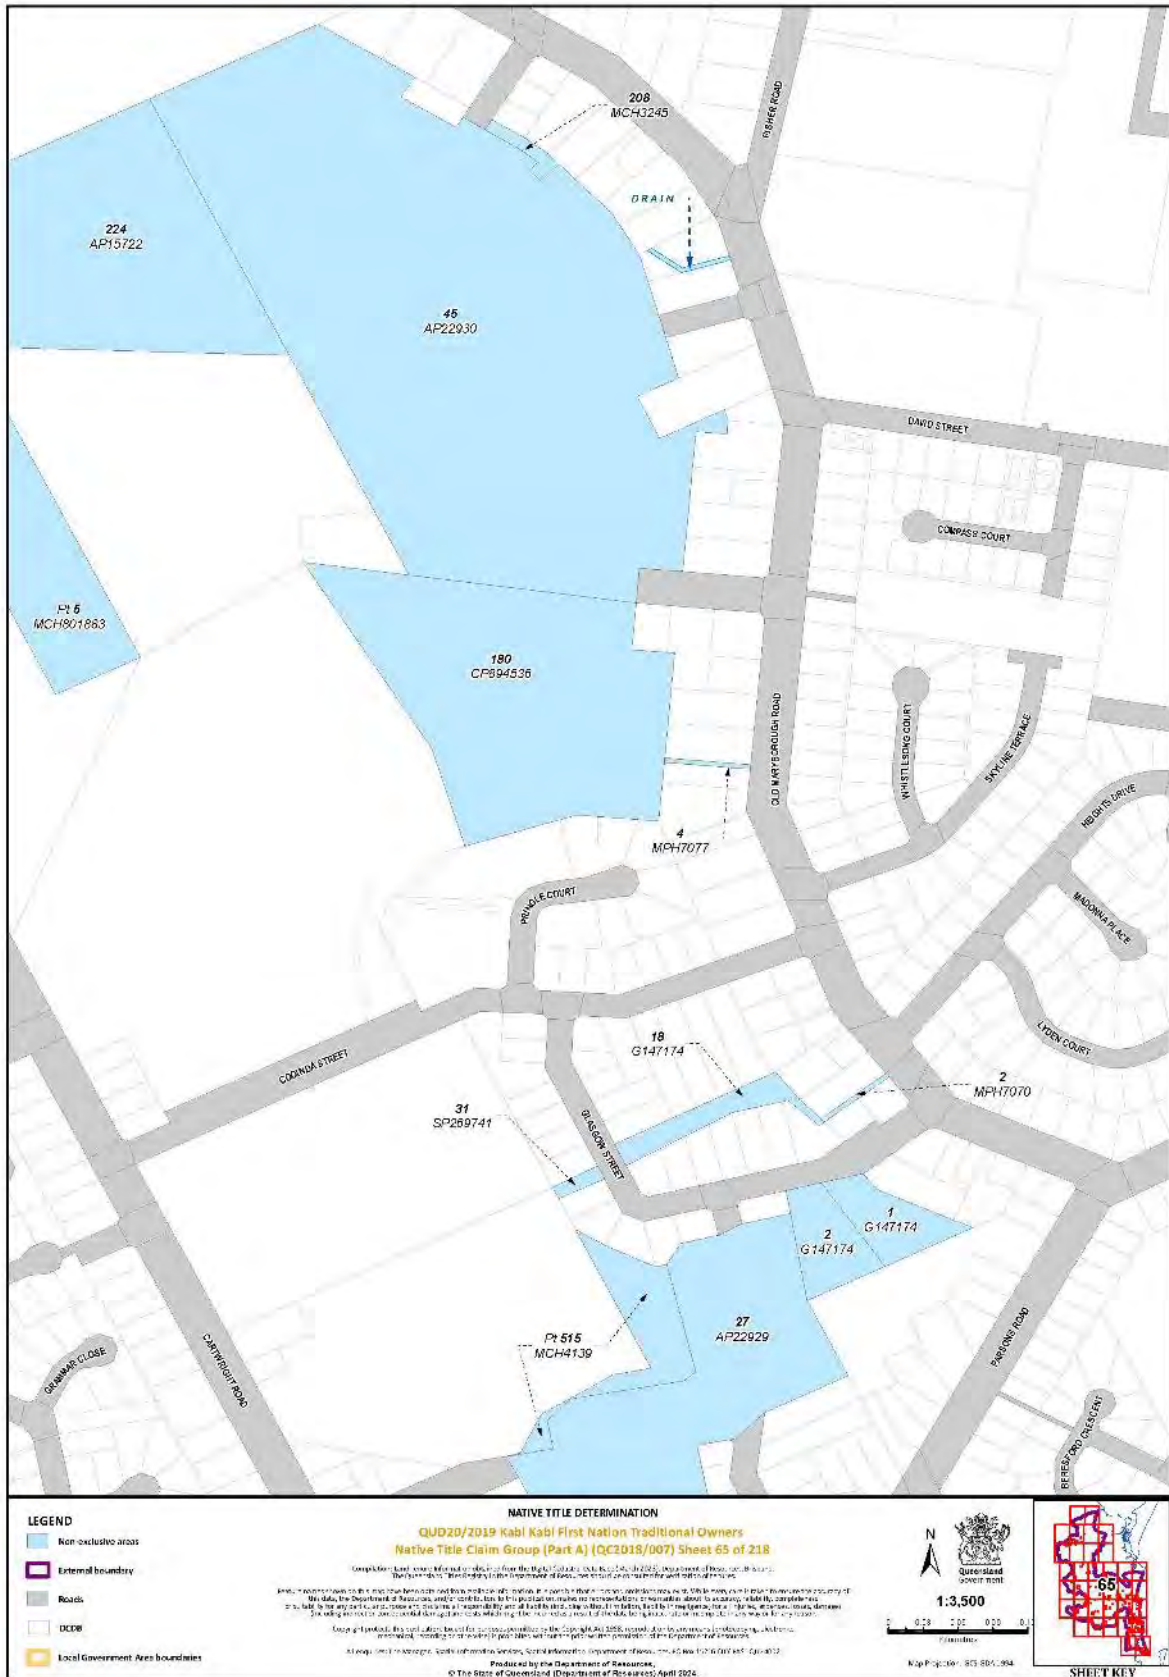 208
MCH3245
FISHER ROAD
DRAIN
224
AP15722
45
AP22930
DAVID STREET
COMPASS COURT
Pt 5
MCH801863
180
CP894536
OLD MARYBOROUGH ROAD
WHISTLESONG COURT
SKYLINE TERRACE
HEIGHTS DRIVE
4
MPH7077
MADONNA PLACE
PRINGLE COURT
LYDEN COURT
18
G147174
COOINDA STREET
2
MPH7070
31
SP269741
GLASGOW STREET
1
G147174
2
G147174
27
AP22929
Pt 515
MCH4139
PARSONS ROAD
GRAMMAR CLOSE
CARTWRIGHT ROAD
BERESFORD CRESCENT
LEGEND
Non-exclusive areas
External boundary
Roads
DCDB
Local Government Area boundaries
NATIVE TITLE DETERMINATION
QUD20/2019 Kabi Kabi First Nation Traditional Owners
Native Title Claim Group (Part A) (QC2018/007) Sheet 65 of 218
Produced by the Department of Resources.
© The State of Queensland (Department of Resources) April 2024
N
Queensland
Government
1:3,500
Kilometres
65
SHEET KEY